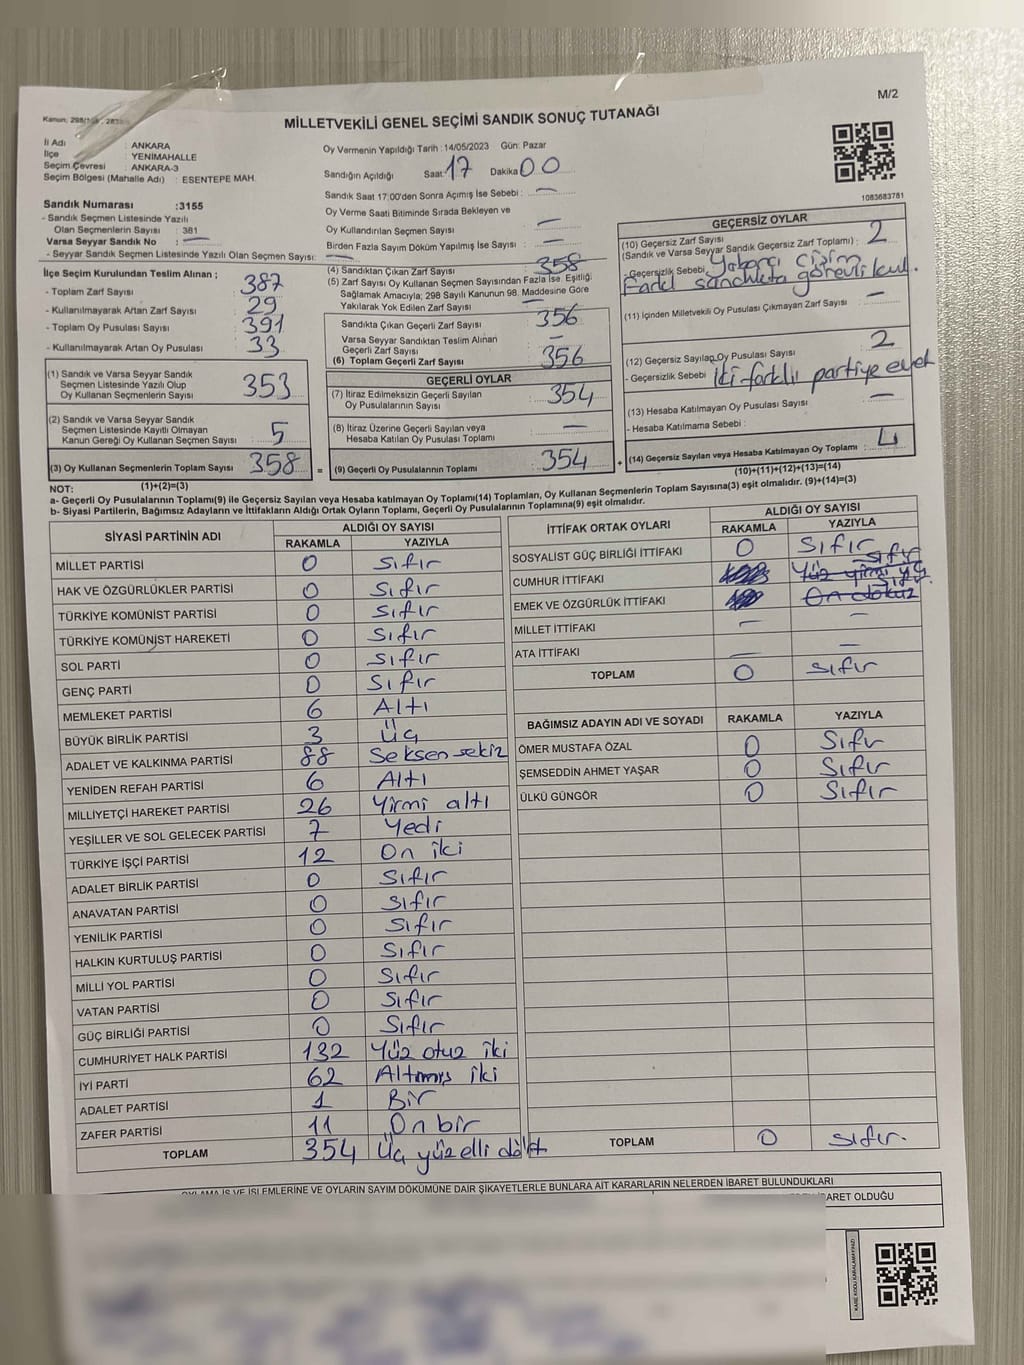 M/2
Kanun: 298/
MİLLETVEKİLİ GENEL SEÇİMİ SANDIK SONUÇ TUTANAĞI
İl Adı : ANKARA
İlçe : YENİMAHALLE
Seçim Çevresi : ANKARA-3
Seçim Bölgesi (Mahalle Adı) : ESENTEPE MAH.
Sandık Numarası :3155
- Sandık Seçmen Listesinde Yazılı
Olan Seçmenlerin Sayısı : 381
Varsa Seyyar Sandık No : —
- Seyyar Sandık Seçmen Listesinde Yazılı Olan Seçmen Sayısı: —
Oy Vermenin Yapıldığı Tarih :14/05/2023 Gün: Pazar
Sandığın Açıldığı Saat: 17 Dakika 00
Sandık Saat 17:00'den Sonra Açımış İse Sebebi : —
Oy Verme Saati Bitiminde Sırada Bekleyen ve
Oy Kullandırılan Seçmen Sayısı : —
Birden Fazla Sayım Döküm Yapılmış İse Sayısı : —
1083683781
İlçe Seçim Kurulundan Teslim Alınan ;
- Toplam Zarf Sayısı 387
- Kullanılmayarak Artan Zarf Sayısı 29
- Toplam Oy Pusulası Sayısı 391
- Kullanılmayarak Artan Oy Pusulası 33
(1) Sandık ve Varsa Seyyar Sandık
Seçmen Listesinde Yazılı Olup
Oy Kullanan Seçmenlerin Sayısı 353
(2) Sandık ve Varsa Seyyar Sandık
Seçmen Listesinde Kayıtlı Olmayan
Kanun Gereği Oy Kullanan Seçmen Sayısı 5
(3) Oy Kullanan Seçmenlerin Toplam Sayısı 358 =
(1)+(2)=(3)
(4) Sandıktan Çıkan Zarf Sayısı 358
(5) Zarf Sayısı Oy Kullanan Seçmen Sayısından Fazla İse, Eşitliği
Sağlamak Amacıyla; 298 Sayılı Kanunun 98. Maddesine Göre
Yakılarak Yok Edilen Zarf Sayısı —
Sandıkta Çıkan Geçerli Zarf Sayısı 356
Varsa Seyyar Sandıktan Teslim Alınan
Geçerli Zarf Sayısı —
(6) Toplam Geçerli Zarf Sayısı 356
GEÇERLİ OYLAR
(7) İtiraz Edilmeksizin Geçerli Sayılan
Oy Pusulalarının Sayısı 354
(8) İtiraz Üzerine Geçerli Sayılan veya
Hesaba Katılan Oy Pusulası Toplamı —
(9) Geçerli Oy Pusulalarının Toplamı 354 +
GEÇERSİZ OYLAR
(10) Geçersiz Zarf Sayısı
(Sandık ve Varsa Seyyar Sandık Geçersiz Zarf Toplamı) : 2
- Geçersizlik Sebebi Yabancı Cisim
Farklı sandıkta görevli kul.
(11) İçinden Milletvekili Oy Pusulası Çıkmayan Zarf Sayısı —
(12) Geçersiz Sayılan Oy Pusulası Sayısı 2
- Geçersizlik Sebebi İki farklı partiye evet
(13) Hesaba Katılmayan Oy Pusulası Sayısı —
- Hesaba Katılmama Sebebi :
(14) Geçersiz Sayılan veya Hesaba Katılmayan Oy Toplamı : 4
(10)+(11)+(12)+(13)=(14)
NOT:
a- Geçerli Oy Pusulalarının Toplamı(9) ile Geçersiz Sayılan veya Hesaba katılmayan Oy Toplamı(14) Toplamları, Oy Kullanan Seçmenlerin Toplam Sayısına(3) eşit olmalıdır. (9)+(14)=(3)
b- Siyasi Partilerin, Bağımsız Adayların ve İttifakların Aldığı Ortak Oyların Toplamı, Geçerli Oy Pusulalarının Toplamına(9) eşit olmalıdır.
SİYASİ PARTİNİN ADI ALDIĞI OY SAYISI
RAKAMLA YAZIYLA
MİLLET PARTİSİ 0 Sıfır
HAK VE ÖZGÜRLÜKLER PARTİSİ 0 Sıfır
TÜRKİYE KOMÜNİST PARTİSİ 0 Sıfır
TÜRKİYE KOMÜNİST HAREKETİ 0 Sıfır
SOL PARTİ 0 Sıfır
GENÇ PARTİ 0 Sıfır
MEMLEKET PARTİSİ 6 Altı
BÜYÜK BİRLİK PARTİSİ 3 Üç
ADALET VE KALKINMA PARTİSİ 88 Seksen sekiz
YENİDEN REFAH PARTİSİ 6 Altı
MİLLİYETÇİ HAREKET PARTİSİ 26 Yirmi altı
YEŞİLLER VE SOL GELECEK PARTİSİ 7 Yedi
TÜRKİYE İŞÇİ PARTİSİ 12 On iki
ADALET BİRLİK PARTİSİ 0 Sıfır
ANAVATAN PARTİSİ 0 Sıfır
YENİLİK PARTİSİ 0 Sıfır
HALKIN KURTULUŞ PARTİSİ 0 Sıfır
MİLLİ YOL PARTİSİ 0 Sıfır
VATAN PARTİSİ 0 Sıfır
GÜÇ BİRLİĞİ PARTİSİ 0 Sıfır
CUMHURİYET HALK PARTİSİ 132 Yüz otuz iki
İYİ PARTİ 62 Altmış iki
ADALET PARTİSİ 1 Bir
ZAFER PARTİSİ 11 On bir
TOPLAM 354 Üç yüz elli dört
İTTİFAK ORTAK OYLARI ALDIĞI OY SAYISI
RAKAMLA YAZIYLA
SOSYALİST GÜÇ BİRLİĞİ İTTİFAKI 0 Sıfır
CUMHUR İTTİFAKI Yüz yirmi üç sıfır
EMEK VE ÖZGÜRLÜK İTTİFAKI On dokuz
MİLLET İTTİFAKI — —
ATA İTTİFAKI — —
TOPLAM 0 Sıfır
BAĞIMSIZ ADAYIN ADI VE SOYADI RAKAMLA YAZIYLA
ÖMER MUSTAFA ÖZAL 0 Sıfır
ŞEMSEDDİN AHMET YAŞAR 0 Sıfır
ÜLKÜ GÜNGÖR 0 Sıfır
TOPLAM 0 Sıfır.
OYLAMA İŞ VE İŞLEMLERİNE VE OYLARIN SAYIM DÖKÜMÜNE DAİR ŞİKAYETLERLE BUNLARA AİT KARARLARIN NELERDEN İBARET BULUNDUKLARI
İBARET OLDUĞU
KARE KODU KARALAMAYINIZ!